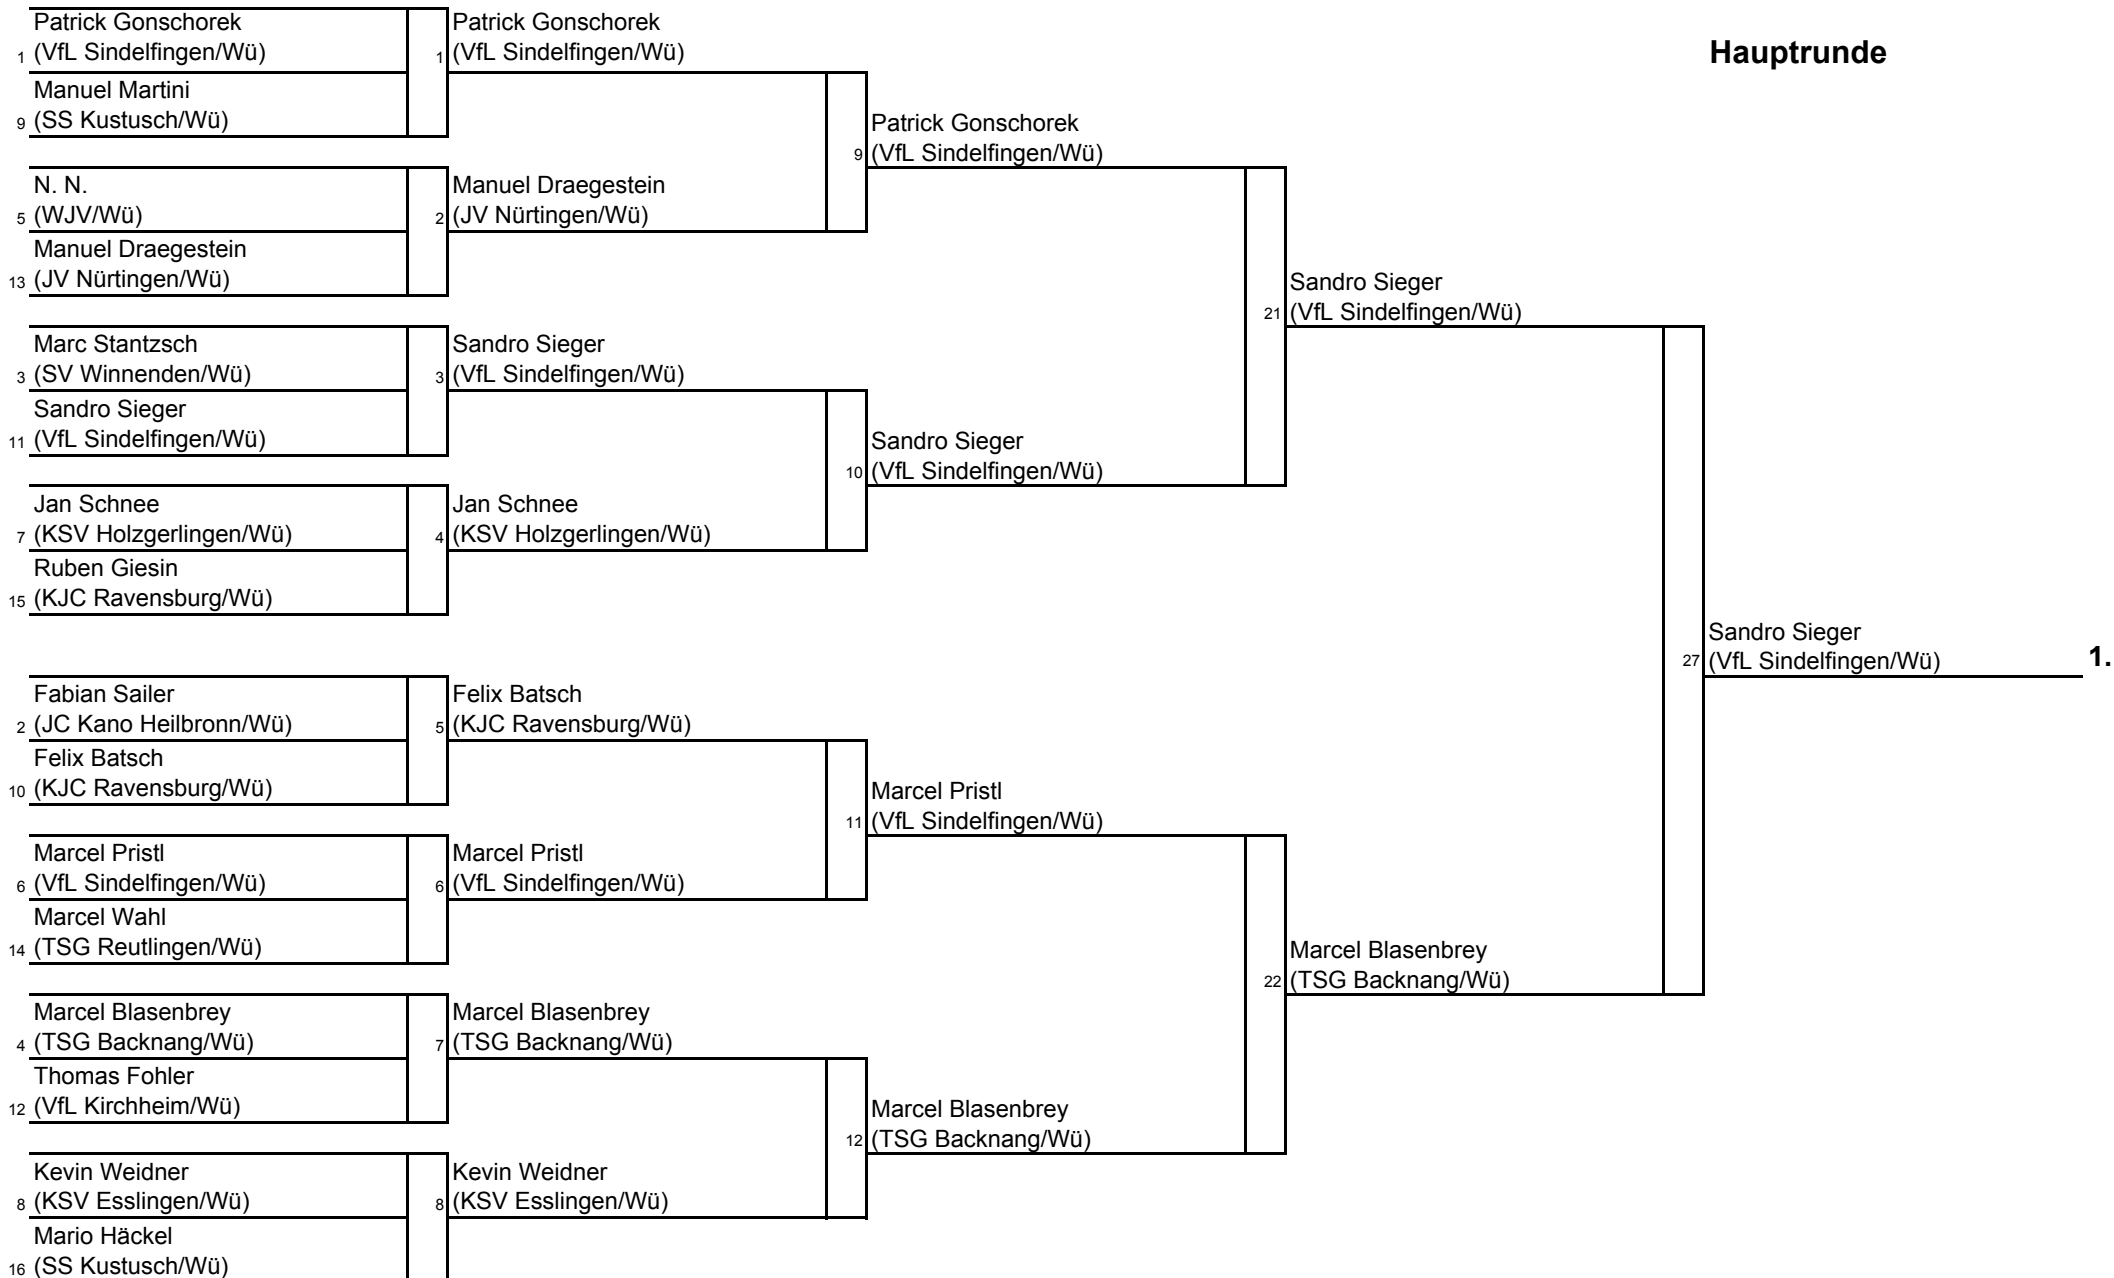 Hauptrunde
Patrick Gonschorek
1 (VfL Sindelfingen/Wü)
Manuel Martini
9 (SS Kustusch/Wü)
N. N.
5 (WJV/Wü)
Manuel Draegestein
13 (JV Nürtingen/Wü)
Marc Stantzsch
3 (SV Winnenden/Wü)
Sandro Sieger
11 (VfL Sindelfingen/Wü)
Jan Schnee
7 (KSV Holzgerlingen/Wü)
Ruben Giesin
15 (KJC Ravensburg/Wü)
Fabian Sailer
2 (JC Kano Heilbronn/Wü)
Felix Batsch
10 (KJC Ravensburg/Wü)
Marcel Pristl
6 (VfL Sindelfingen/Wü)
Marcel Wahl
14 (TSG Reutlingen/Wü)
Marcel Blasenbrey
4 (TSG Backnang/Wü)
Thomas Fohler
12 (VfL Kirchheim/Wü)
Kevin Weidner
8 (KSV Esslingen/Wü)
Mario Häckel
16 (SS Kustusch/Wü)
Patrick Gonschorek
1 (VfL Sindelfingen/Wü)
Manuel Draegestein
2 (JV Nürtingen/Wü)
Sandro Sieger
3 (VfL Sindelfingen/Wü)
Jan Schnee
4 (KSV Holzgerlingen/Wü)
Felix Batsch
5 (KJC Ravensburg/Wü)
Marcel Pristl
6 (VfL Sindelfingen/Wü)
Marcel Blasenbrey
7 (TSG Backnang/Wü)
Kevin Weidner
8 (KSV Esslingen/Wü)
Patrick Gonschorek
9 (VfL Sindelfingen/Wü)
Sandro Sieger
10 (VfL Sindelfingen/Wü)
Marcel Pristl
11 (VfL Sindelfingen/Wü)
Marcel Blasenbrey
12 (TSG Backnang/Wü)
Sandro Sieger
21 (VfL Sindelfingen/Wü)
Marcel Blasenbrey
22 (TSG Backnang/Wü)
Sandro Sieger
27 (VfL Sindelfingen/Wü) 1.